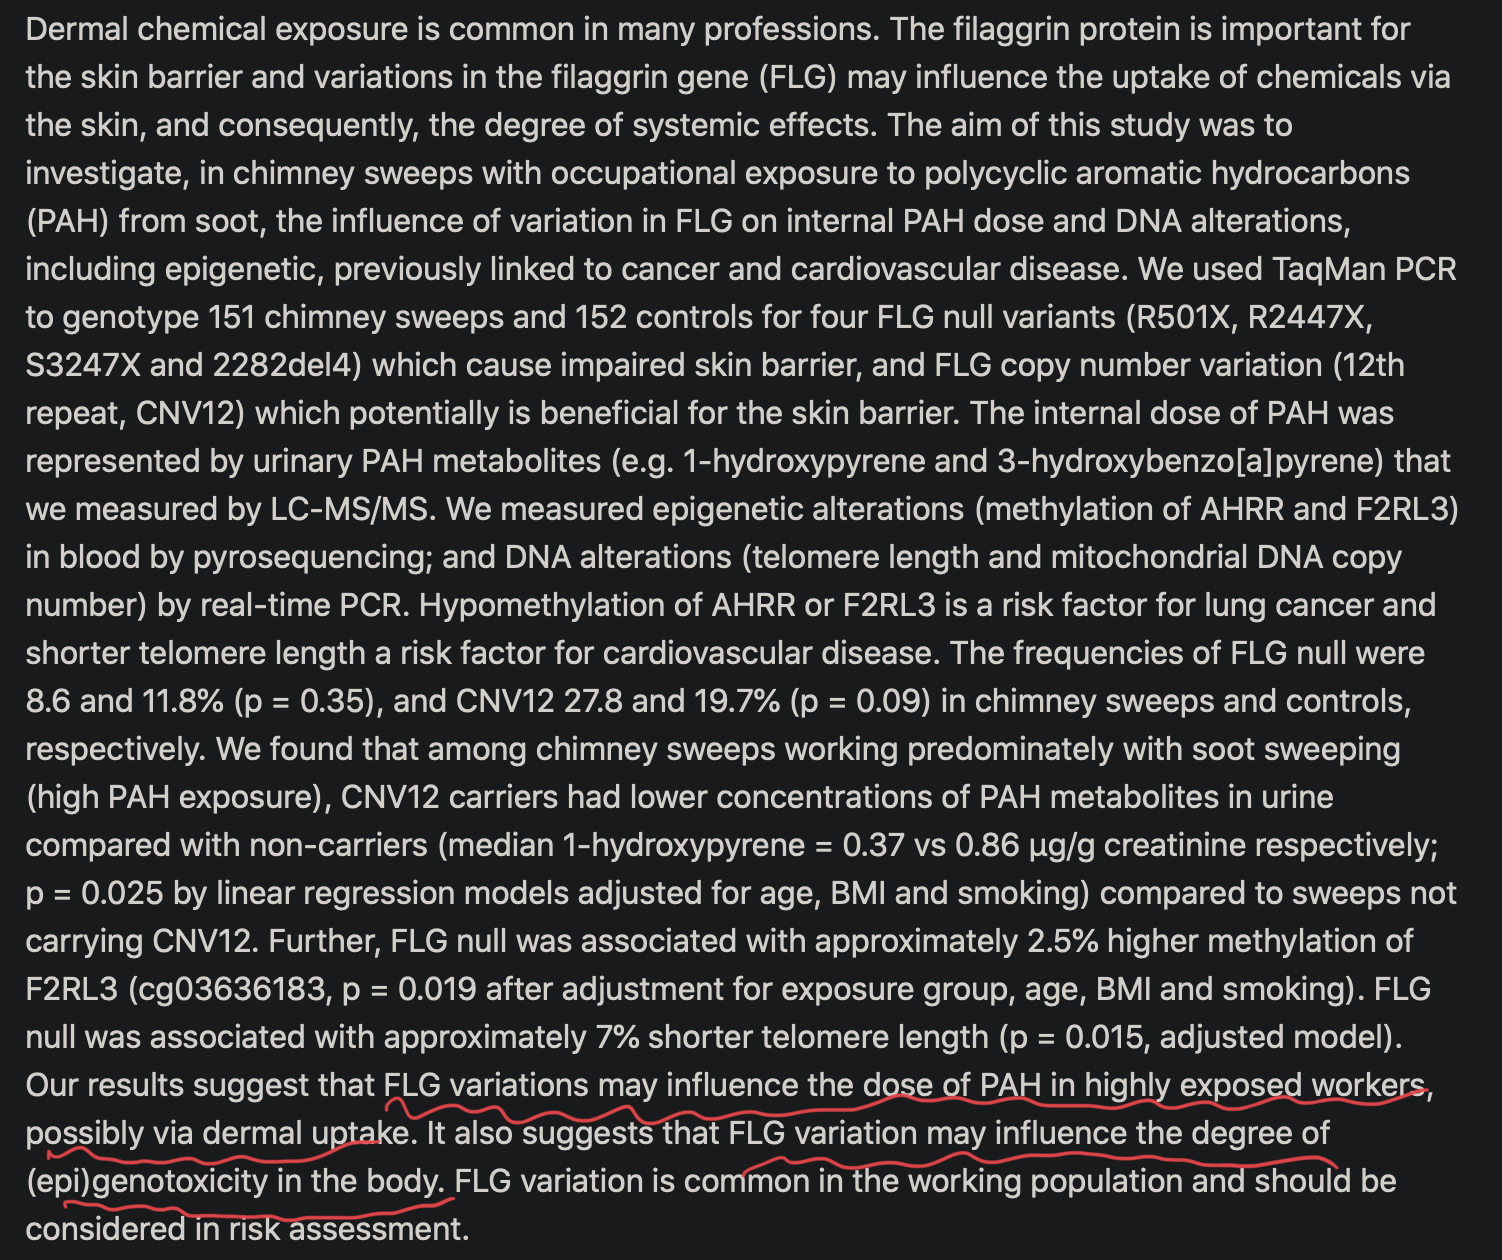 Dermal chemical exposure is common in many professions. The filaggrin protein is important for
the skin barrier and variations in the filaggrin gene (FLG) may influence the uptake of chemicals via
the skin, and consequently, the degree of systemic effects. The aim of this study was to
investigate, in chimney sweeps with occupational exposure to polycyclic aromatic hydrocarbons
(PAH) from soot, the influence of variation in FLG on internal PAH dose and DNA alterations,
including epigenetic, previously linked to cancer and cardiovascular disease. We used TaqMan PCR
to genotype 151 chimney sweeps and 152 controls for four FLG null variants (R501X, R2447X,
S3247X and 2282del4) which cause impaired skin barrier, and FLG copy number variation (12th
repeat, CNV12) which potentially is beneficial for the skin barrier. The internal dose of PAH was
represented by urinary PAH metabolites (e.g. 1-hydroxypyrene and 3-hydroxybenzo[a]pyrene) that
we measured by LC-MS/MS. We measured epigenetic alterations (methylation of AHRR and F2RL3)
in blood by pyrosequencing; and DNA alterations (telomere length and mitochondrial DNA copy
number) by real-time PCR. Hypomethylation of AHRR or F2RL3 is a risk factor for lung cancer and
shorter telomere length a risk factor for cardiovascular disease. The frequencies of FLG null were
8.6 and 11.8% (p = 0.35), and CNV12 27.8 and 19.7% (p = 0.09) in chimney sweeps and controls,
respectively. We found that among chimney sweeps working predominately with soot sweeping
(high PAH exposure), CNV12 carriers had lower concentrations of PAH metabolites in urine
compared with non-carriers (median 1-hydroxypyrene = 0.37 vs 0.86 µg/g creatinine respectively;
p = 0.025 by linear regression models adjusted for age, BMI and smoking) compared to sweeps not
carrying CNV12. Further, FLG null was associated with approximately 2.5% higher methylation of
F2RL3 (cg03636183, p = 0.019 after adjustment for exposure group, age, BMI and smoking). FLG
null was associated with approximately 7% shorter telomere length (p = 0.015, adjusted model).
Our results suggest that FLG variations may influence the dose of PAH in highly exposed workers,
possibly via dermal uptake. It also suggests that FLG variation may influence the degree of
(epi)genotoxicity in the body. FLG variation is common in the working population and should be
considered in risk assessment.